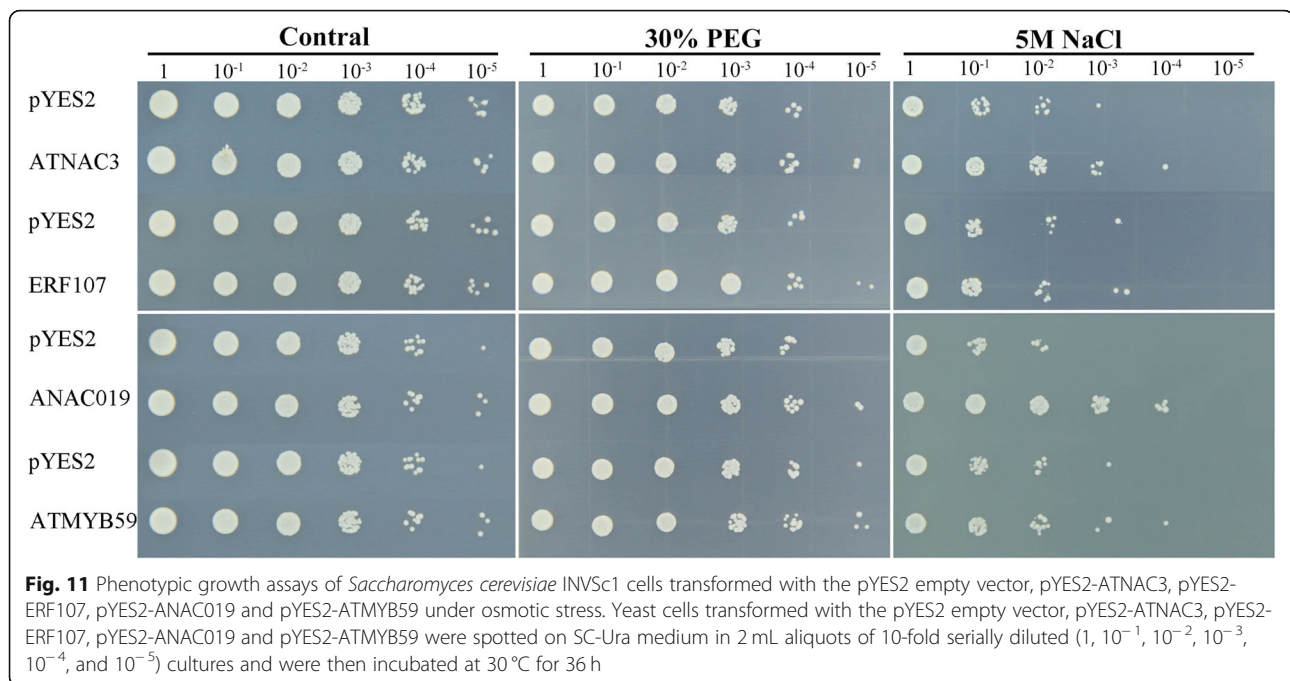 Contral 30% PEG 5M NaCl
1 10⁻¹ 10⁻² 10⁻³ 10⁻⁴ 10⁻⁵ 1 10⁻¹ 10⁻² 10⁻³ 10⁻⁴ 10⁻⁵ 1 10⁻¹ 10⁻² 10⁻³ 10⁻⁴ 10⁻⁵
pYES2
ATNAC3
pYES2
ERF107
pYES2
ANAC019
pYES2
ATMYB59
Fig. 11 Phenotypic growth assays of Saccharomyces cerevisiae INVSc1 cells transformed with the pYES2 empty vector, pYES2-ATNAC3, pYES2-
ERF107, pYES2-ANAC019 and pYES2-ATMYB59 under osmotic stress. Yeast cells transformed with the pYES2 empty vector, pYES2-ATNAC3, pYES2-
ERF107, pYES2-ANAC019 and pYES2-ATMYB59 were spotted on SC-Ura medium in 2 mL aliquots of 10-fold serially diluted (1, 10⁻¹, 10⁻², 10⁻³,
10⁻⁴, and 10⁻⁵) cultures and were then incubated at 30 °C for 36 h